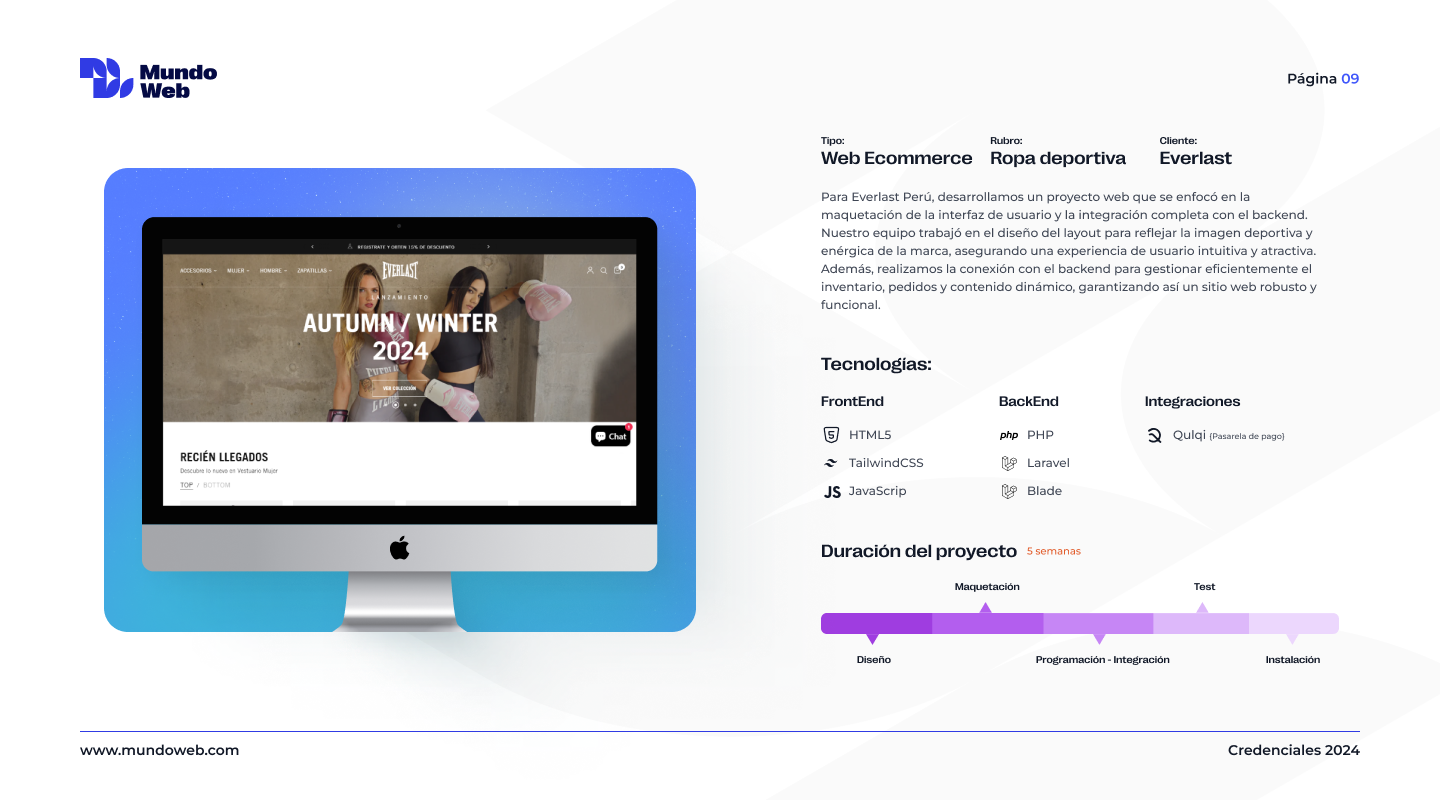 Mundo
Web
Página 09
REGISTRATE Y OBTEN 15% DE DESCUENTO
ACCESORIOS
MUJER
HOMBRE
ZAPATILLAS
EVERLAST
LANZAMIENTO
AUTUMN / WINTER
2024
VER COLECCIÓN
Chat
RECIÉN LLEGADOS
Descubre lo nuevo en Vestuario Mujer
TOP / BOTTOM
Tipo:
Web Ecommerce
Rubro:
Ropa deportiva
Cliente:
Everlast
Para Everlast Perú, desarrollamos un proyecto web que se enfocó en la
maquetación de la interfaz de usuario y la integración completa con el backend.
Nuestro equipo trabajó en el diseño del layout para reflejar la imagen deportiva y
enérgica de la marca, asegurando una experiencia de usuario intuitiva y atractiva.
Además, realizamos la conexión con el backend para gestionar eficientemente el
inventario, pedidos y contenido dinámico, garantizando así un sitio web robusto y
funcional.
Tecnologías:
FrontEnd
HTML5
TailwindCSS
JS JavaScrip
BackEnd
php PHP
Laravel
Blade
Integraciones
Qulqi (Pasarela de pago)
Duración del proyecto 5 semanas
Maquetación
Test
Diseño
Programación - Integración
Instalación
www.mundoweb.com
Credenciales 2024